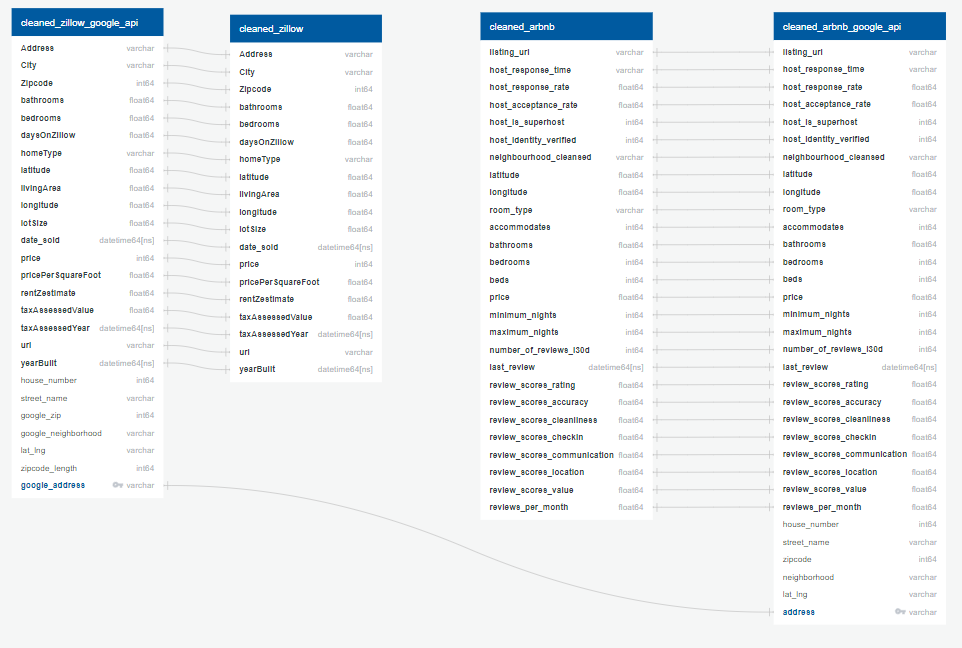 cleaned_zillow_google_api
Address varchar
City varchar
Zipcode int64
bathrooms float64
bedrooms float64
daysOnZillow float64
homeType varchar
latitude float64
livingArea float64
longitude float64
lotSize float64
date_sold datetime64[ns]
price int64
pricePerSquareFoot float64
rentZestimate float64
taxAssessedValue float64
taxAssessedYear datetime64[ns]
url varchar
yearBuilt datetime64[ns]
house_number int64
street_name varchar
google_zip int64
google_neighborhood varchar
lat_lng varchar
zipcode_length int64
google_address varchar
cleaned_zillow
Address varchar
City varchar
Zipcode int64
bathrooms float64
bedrooms float64
daysOnZillow float64
homeType varchar
latitude float64
livingArea float64
longitude float64
lotSize float64
date_sold datetime64[ns]
price int64
pricePerSquareFoot float64
rentZestimate float64
taxAssessedValue float64
taxAssessedYear datetime64[ns]
url varchar
yearBuilt datetime64[ns]
cleaned_arbnb
listing_url varchar
host_response_time varchar
host_response_rate float64
host_acceptance_rate float64
host_is_superhost int64
host_identity_verified int64
neighbourhood_cleansed varchar
latitude float64
longitude float64
room_type varchar
accommodates int64
bathrooms float64
bedrooms int64
beds int64
price float64
minimum_nights int64
maximum_nights int64
number_of_reviews_l30d int64
last_review datetime64[ns]
review_scores_rating float64
review_scores_accuracy float64
review_scores_cleanliness float64
review_scores_checkin float64
review_scores_communication float64
review_scores_location float64
review_scores_value float64
reviews_per_month float64
cleaned_arbnb_google_api
listing_url varchar
host_response_time varchar
host_response_rate float64
host_acceptance_rate float64
host_is_superhost int64
host_identity_verified int64
neighbourhood_cleansed varchar
latitude float64
longitude float64
room_type varchar
accommodates int64
bathrooms float64
bedrooms int64
beds int64
price float64
minimum_nights int64
maximum_nights int64
number_of_reviews_l30d int64
last_review datetime64[ns]
review_scores_rating float64
review_scores_accuracy float64
review_scores_cleanliness float64
review_scores_checkin float64
review_scores_communication float64
review_scores_location float64
review_scores_value float64
reviews_per_month float64
house_number int64
street_name varchar
zipcode int64
neighborhood varchar
lat_lng varchar
address varchar